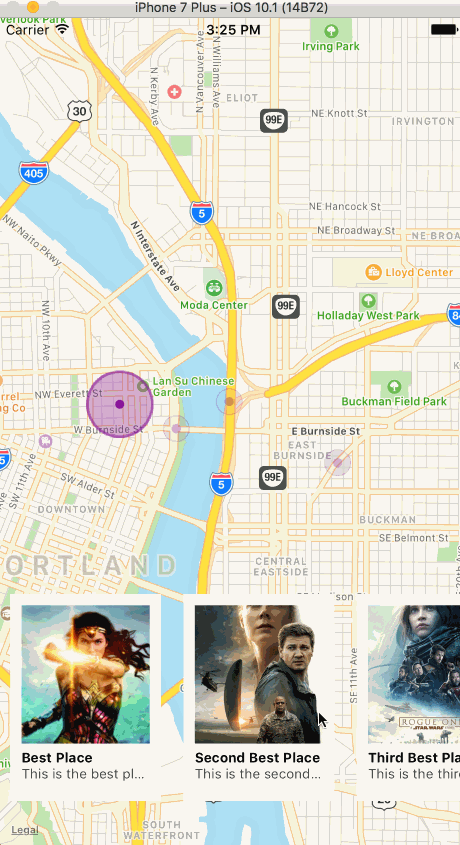 iPhone 7 Plus – iOS 10.1 (14B72)
Carrier
3:25 PM
Irving Park
N Kerby Ave
N Vancouver Ave
N Williams Ave
ELIOT
30
99E
NE Knott St
IRVINGTON
405
NE Hancock St
5
NE Broadway St
NE BROA
NW Naito Pkwy
N Interstate Ave
Lloyd Center
Moda Center
99E
Holladay West Park
84
NW 10th Ave
Lan Su Chinese
Garden
NW Everett St
Buckman Field Park
W Burnside St
E Burnside St
EAST
BURNSIDE
5
SW 11th Ave
SW Alder St
5
99E
DOWNTOWN
BUCKMAN
SE Belmont St
ORTLAND
CENTRAL
EASTSIDE
SE 11th Ave
ROGUE ONE
STAR WARS
Best Place
This is the best pl...
Second Best Place
This is the second...
Third Best Pla
This is the thir
Legal
SOUTH
WATERFRONT